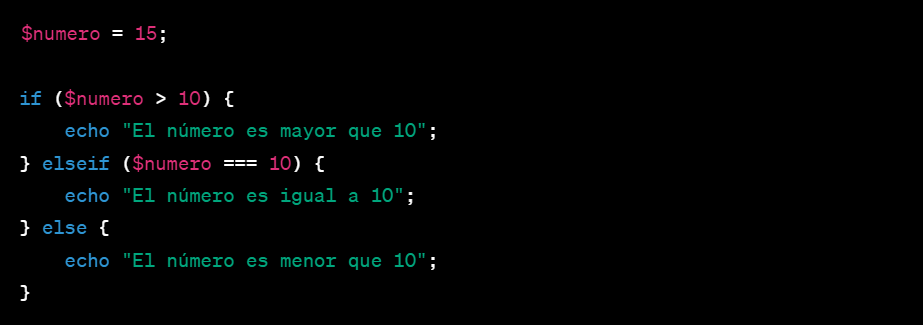 $numero = 15;
if ($numero > 10) {
    echo "El número es mayor que 10";
} elseif ($numero === 10) {
    echo "El número es igual a 10";
} else {
    echo "El número es menor que 10";
}